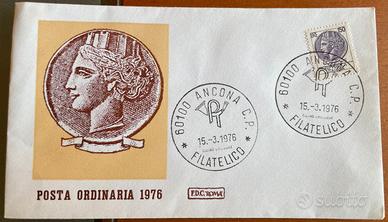 * 60100 ANCONA C.P. *
15.-3.1976
FILATELICO
* 60100 ANCONA C.P. *
15.-3.1976
FILATELICO
POSTA ORDINARIA 1976
F.D.C. ROMA
SUBITO